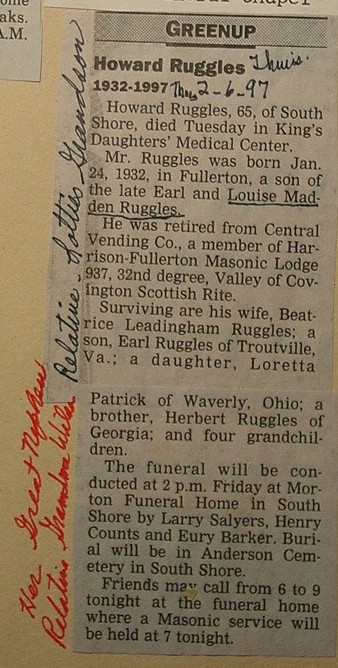 aks.
A.M.
GREENUP
Howard Ruggles Thurs.
1932-1997 Thurs 2-6-97
Howard Ruggles, 65, of South
Shore, died Tuesday in King's
Daughters' Medical Center.
Mr. Ruggles was born Jan.
24, 1932, in Fullerton, a son of
the late Earl and Louise Mad-
den Ruggles.
He was retired from Central
Vending Co., a member of Har-
rison-Fullerton Masonic Lodge
937, 32nd degree, Valley of Cov-
ington Scottish Rite.
Surviving are his wife, Beat-
rice Leadingham Ruggles; a
son, Earl Ruggles of Troutville,
Va.; a daughter, Loretta
Patrick of Waverly, Ohio; a
brother, Herbert Ruggles of
Georgia; and four grandchil-
dren.
The funeral will be con-
ducted at 2 p.m. Friday at Mor-
ton Funeral Home in South
Shore by Larry Salyers, Henry
Counts and Eury Barker. Buri-
al will be in Anderson Cem-
etery in South Shore.
Friends may call from 6 to 9
tonight at the funeral home
where a Masonic service will
be held at 7 tonight.
Relative, Lottie's Grandson
Her Great Nephew
Relative Grandma Wiler